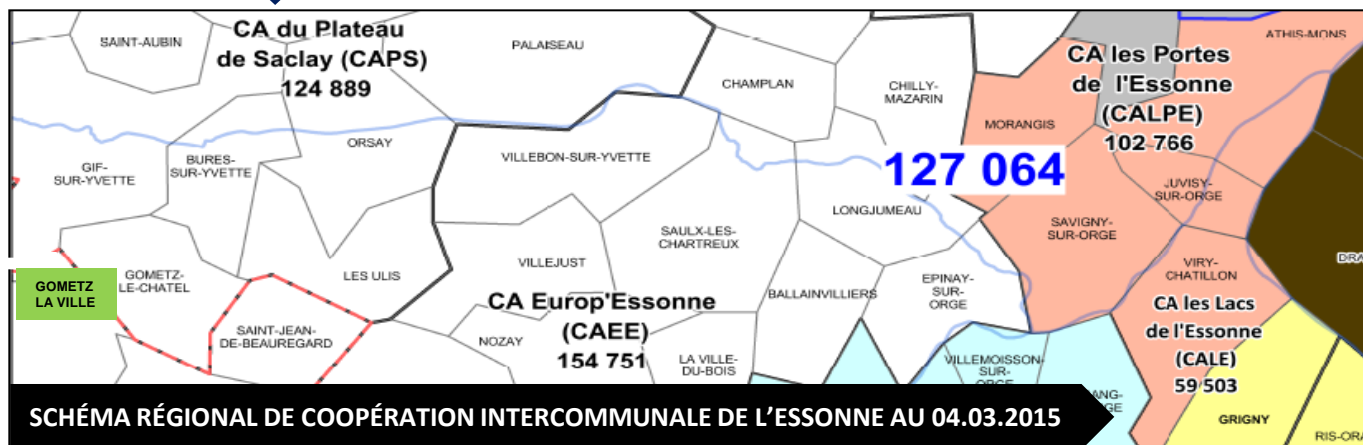 SAINT-AUBIN
CA du Plateau
de Saclay (CAPS)
124 889
PALAISEAU
CHAMPLAN
CHILLY-
MAZARIN
ATHIS-MONS
CA les Portes
de l'Essonne
(CALPE)
102 766
MORANGIS
GIF-
SUR-YVETTE
BURES-
SUR-YVETTE
ORSAY
VILLEBON-SUR-YVETTE
127 064
JUVISY-
SUR-ORGE
LONGJUMEAU
SAULX-LES-
CHARTREUX
SAVIGNY-
SUR-ORGE
GOMETZ
LA VILLE
GOMETZ-
LE-CHATEL
LES ULIS
VILLEJUST
BALLAINVILLIERS
EPINAY-
SUR-
ORGE
VIRY-
CHATILLON
DRA
SAINT-JEAN-
DE-BEAUREGARD
CA Europ'Essonne
(CAEE)
154 751
NOZAY
LA VILLE-
DU-BOIS
VILLEMOISSON-
SUR-
ORGE
CA les Lacs
de l'Essonne
(CALE)
59 503
ANG-
GE
GRIGNY
RIS-ORA
SCHÉMA RÉGIONAL DE COOPÉRATION INTERCOMMUNALE DE L'ESSONNE AU 04.03.2015